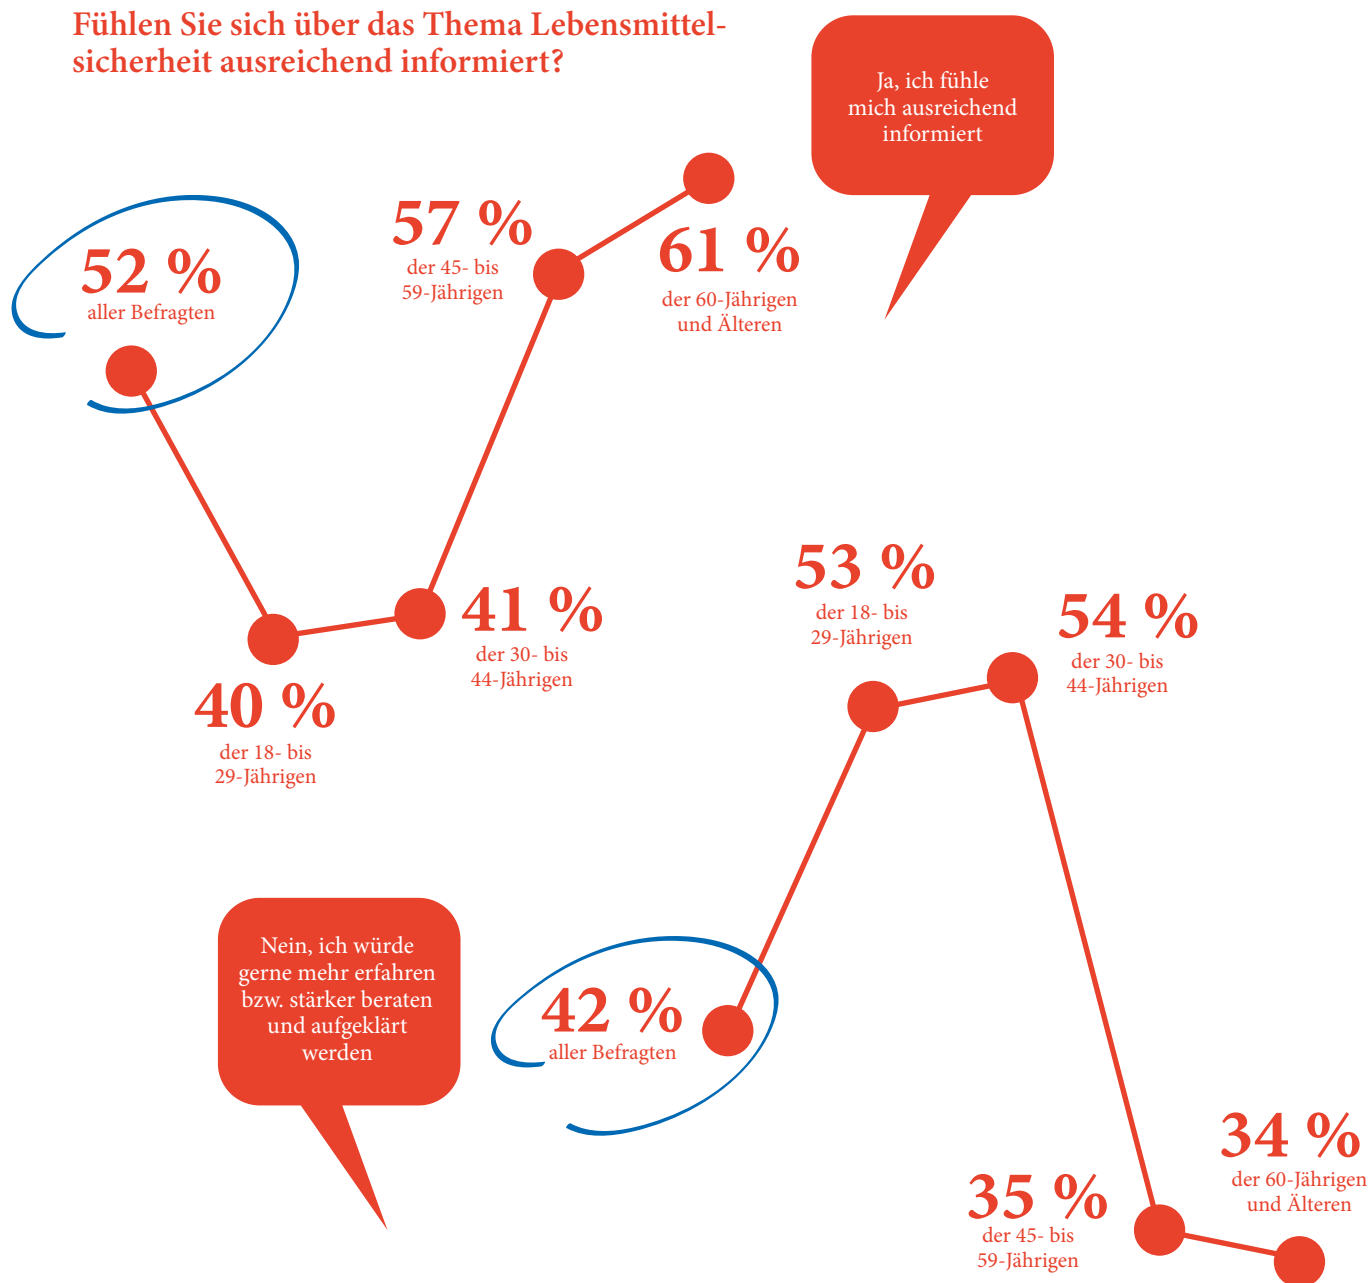 Fühlen Sie sich über das Thema Lebensmittel-
sicherheit ausreichend informiert?
Ja, ich fühle
mich ausreichend
informiert
52 %
aller Befragten
40 %
der 18- bis
29-Jährigen
41 %
der 30- bis
44-Jährigen
57 %
der 45- bis
59-Jährigen
61 %
der 60-Jährigen
und Älteren
Nein, ich würde
gerne mehr erfahren
bzw. stärker beraten
und aufgeklärt
werden
42 %
aller Befragten
53 %
der 18- bis
29-Jährigen
54 %
der 30- bis
44-Jährigen
35 %
der 45- bis
59-Jährigen
34 %
der 60-Jährigen
und Älteren